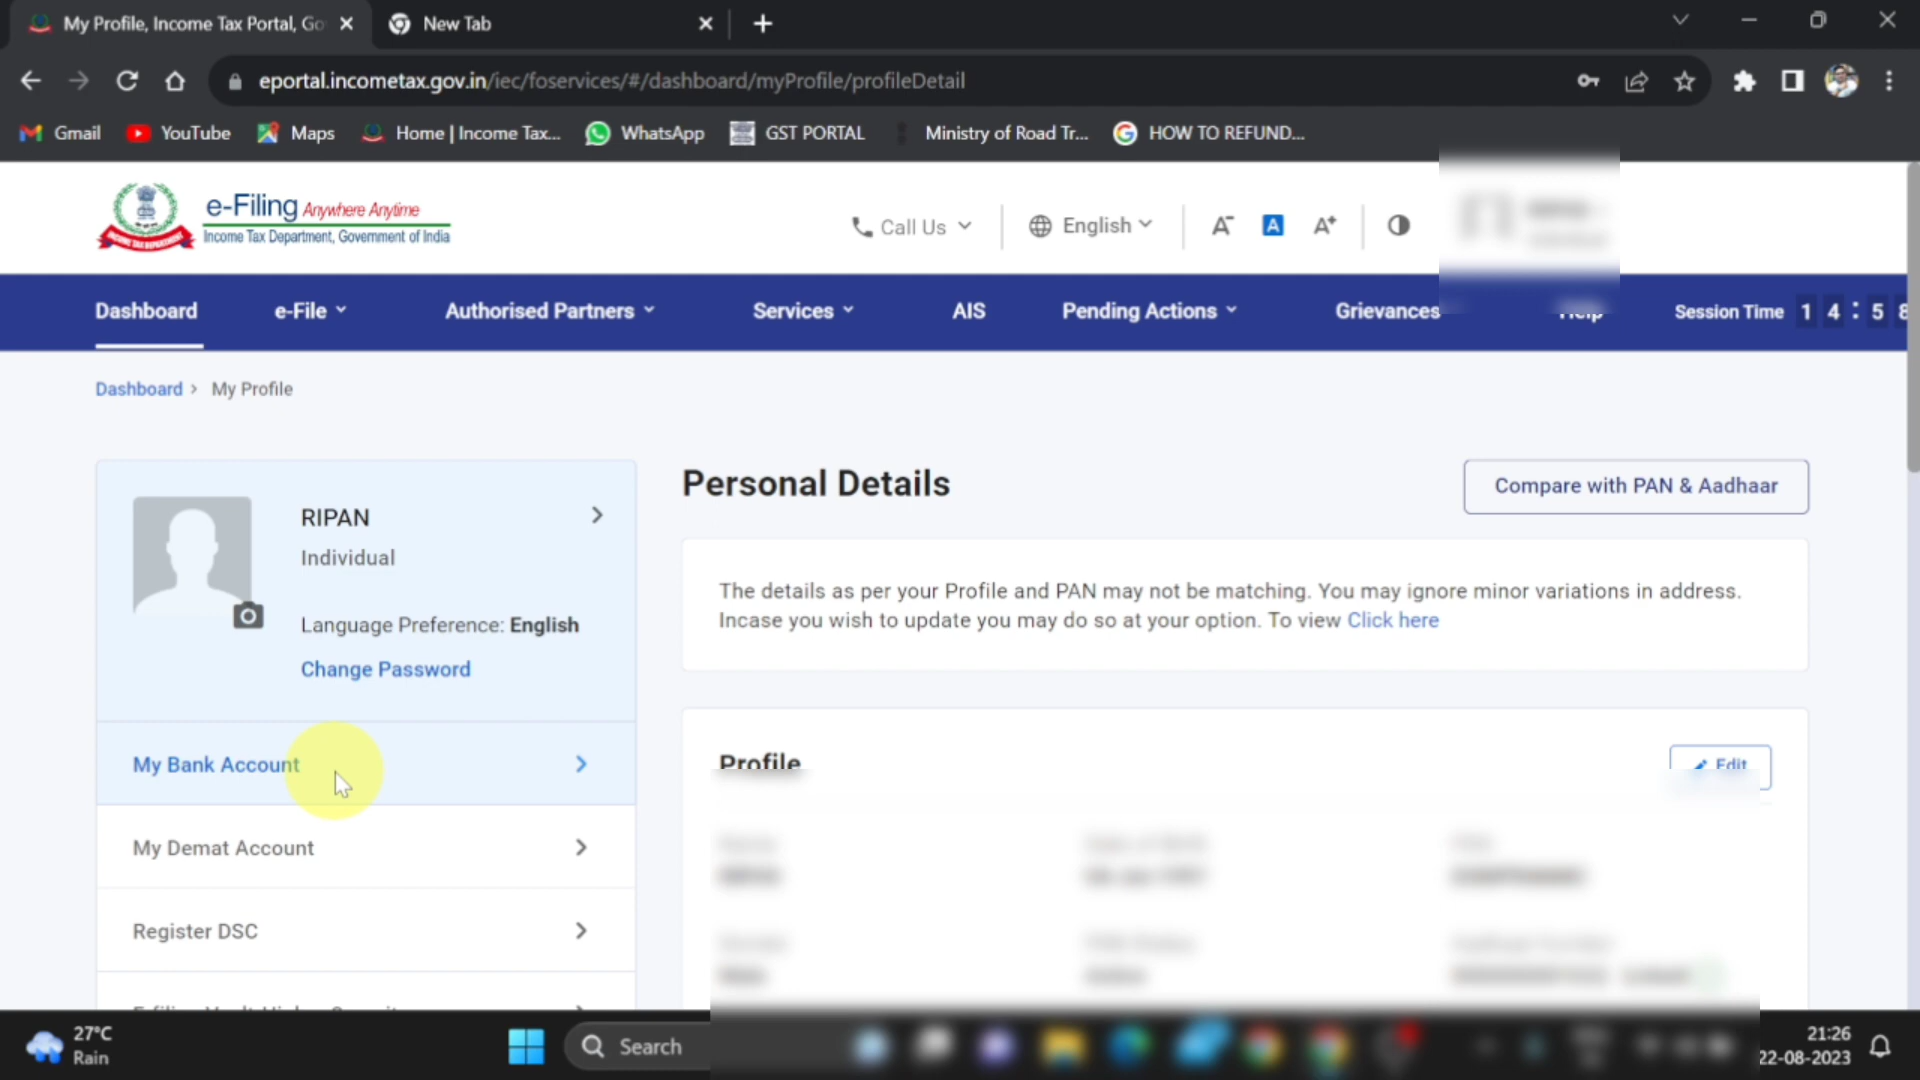 My Profile, Income Tax Portal, Go
New Tab
eportal.incometax.gov.in/iec/foservices/#/dashboard/myProfile/profileDetail
Gmail
YouTube
Maps
Home | Income Tax...
WhatsApp
GST PORTAL
Ministry of Road Tr...
HOW TO REFUND...
e-Filing Anywhere Anytime
Income Tax Department, Government of India
Call Us
English
A-
A
A+
Dashboard
e-File
Authorised Partners
Services
AIS
Pending Actions
Grievances
Help
Session Time 1 4 : 5 8
Dashboard > My Profile
RIPAN
Individual
Language Preference: English
Change Password
My Bank Account
My Demat Account
Register DSC
Personal Details
Compare with PAN & Aadhaar
The details as per your Profile and PAN may not be matching. You may ignore minor variations in address.
Incase you wish to update you may do so at your option. To view Click here
Profile
Edit
27°C
Rain
Search
21:26
22-08-2023